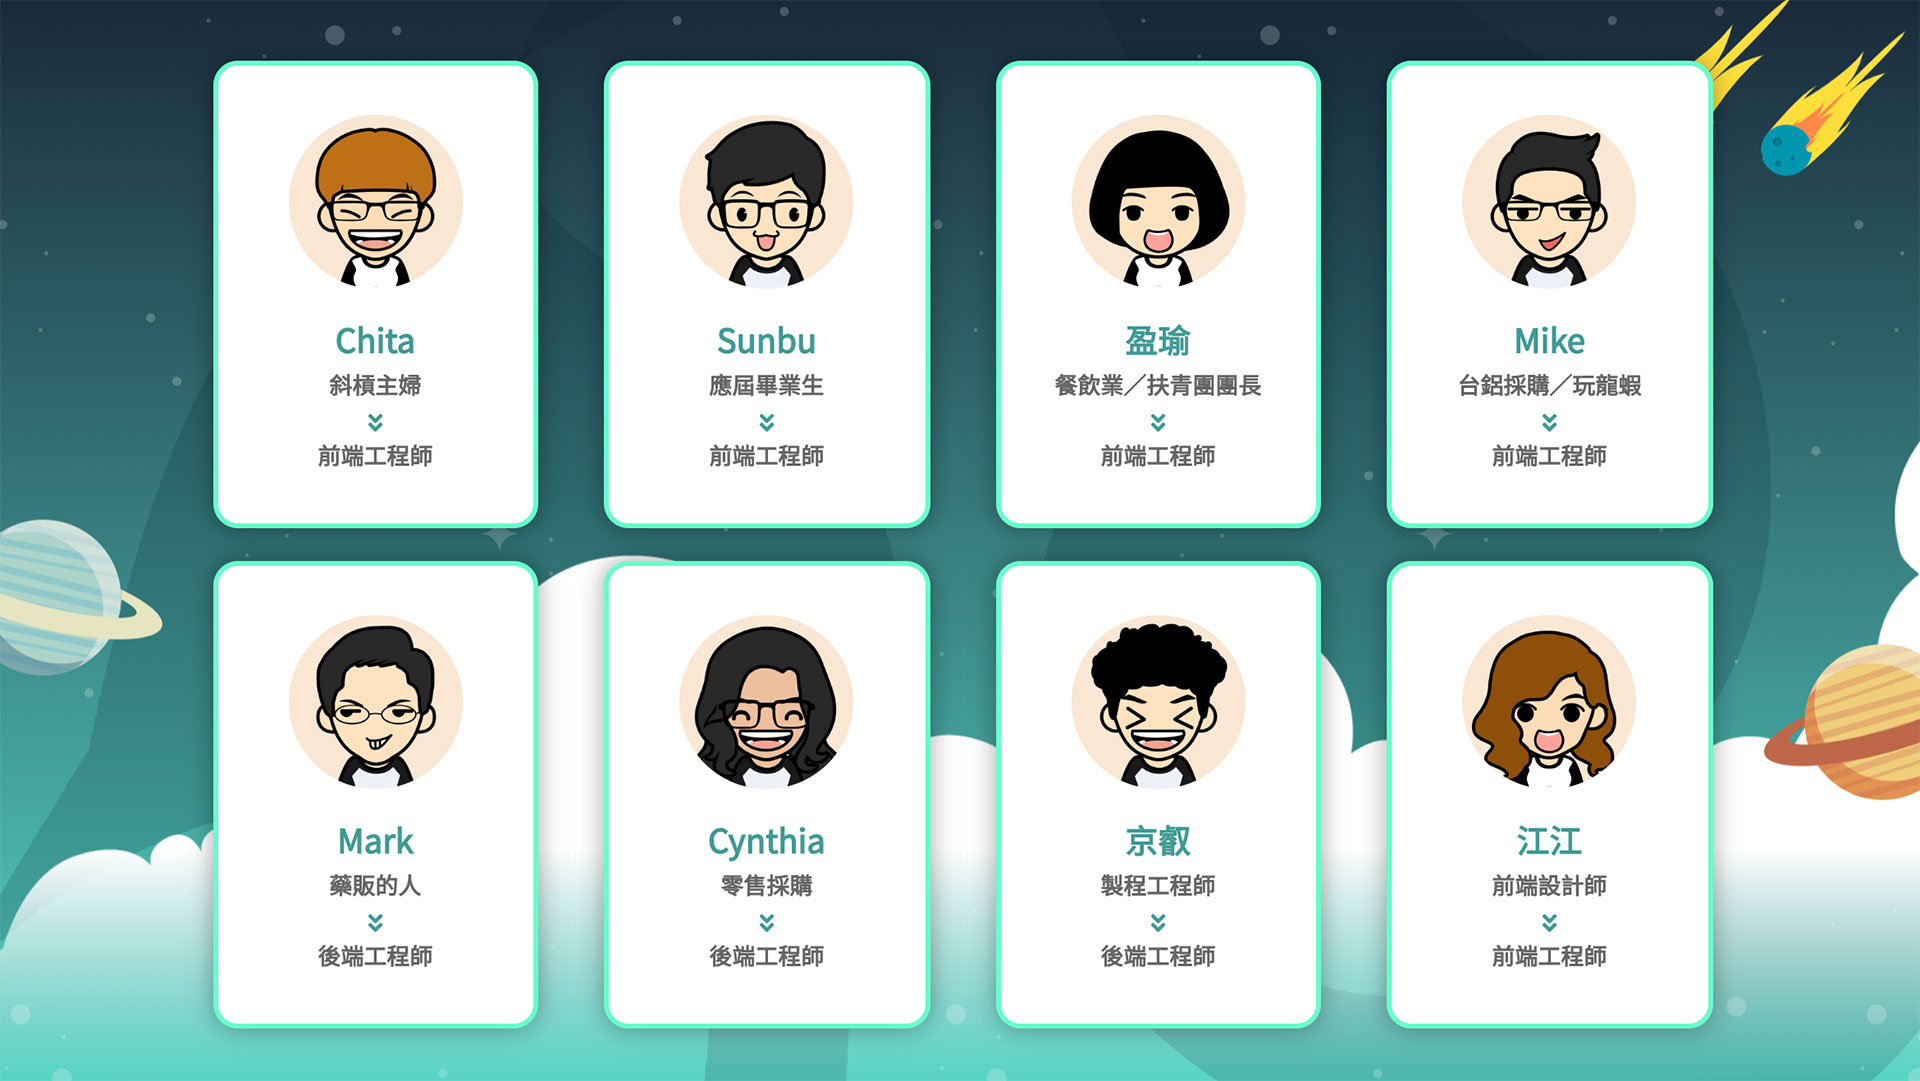 Chita
斜槓主婦
前端工程師
Sunbu
應屆畢業生
前端工程師
盈瑜
餐飲業／扶青團團長
前端工程師
Mike
台鋁採購／玩龍蝦
前端工程師
Mark
藥販的人
後端工程師
Cynthia
零售採購
後端工程師
京叡
製程工程師
後端工程師
江江
前端設計師
前端工程師